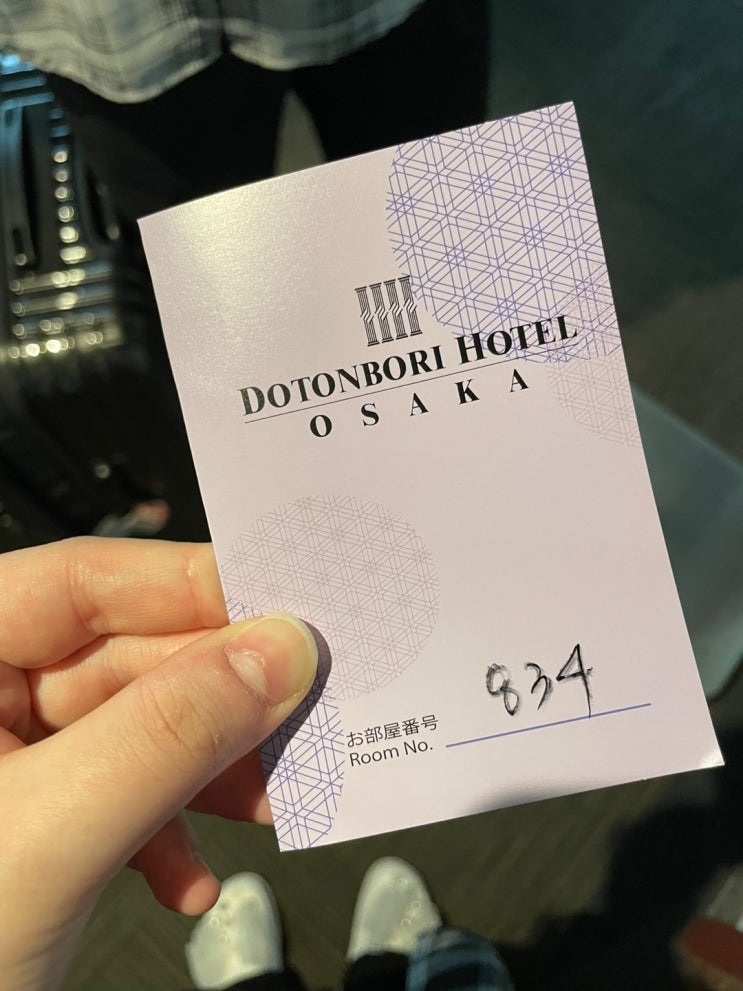 DOTONBORI HOTEL
OSAKA
834
お部屋番号
Room No.